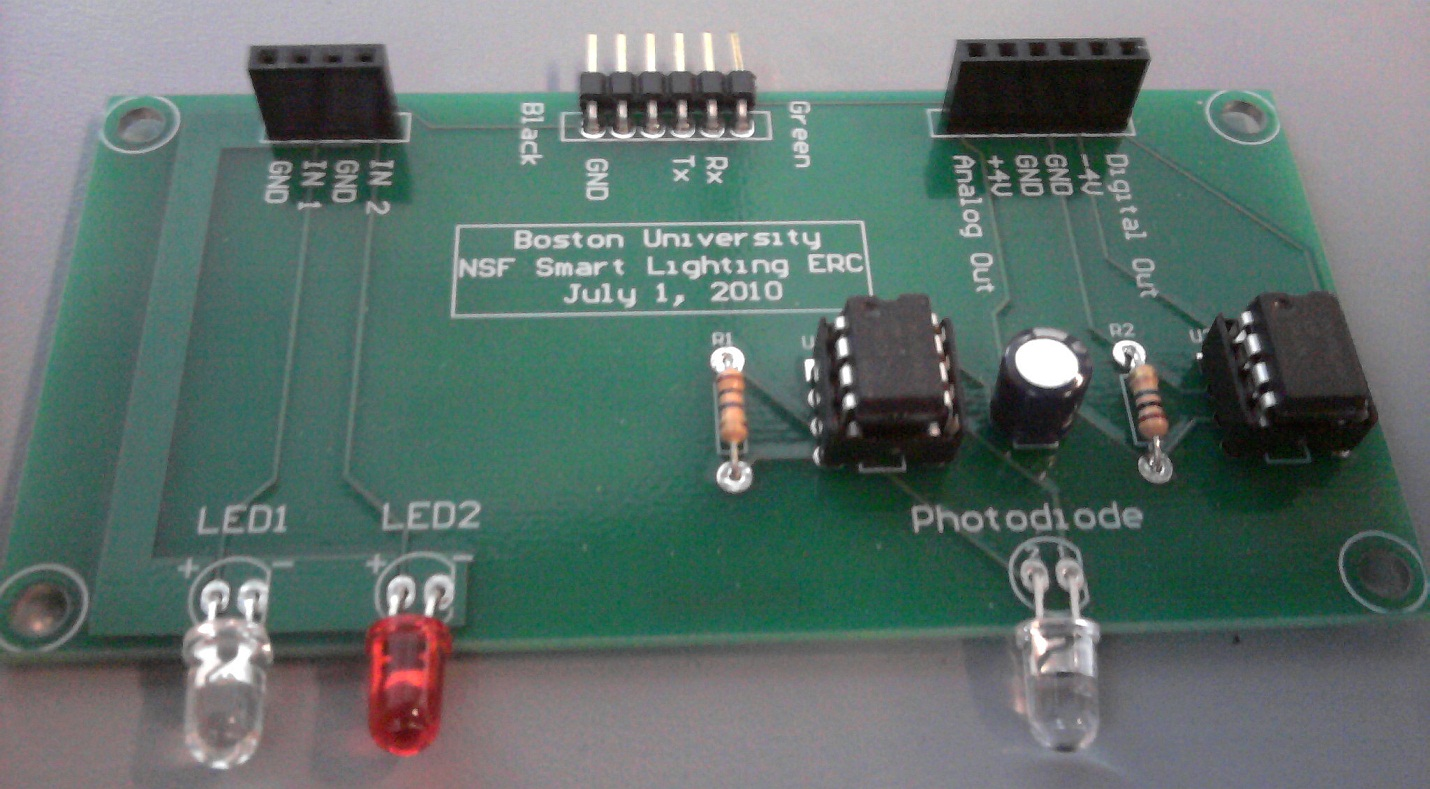 Black
Green
GND
Tx
Rx
GND
IN 1
GND
IN 2
Analog Out
+4V
GND
GND
-4V
Digital Out
Boston University
NSF Smart Lighting ERC
July 1, 2010
R1
R2
LED1
LED2
Photodiode
+ -
+ -